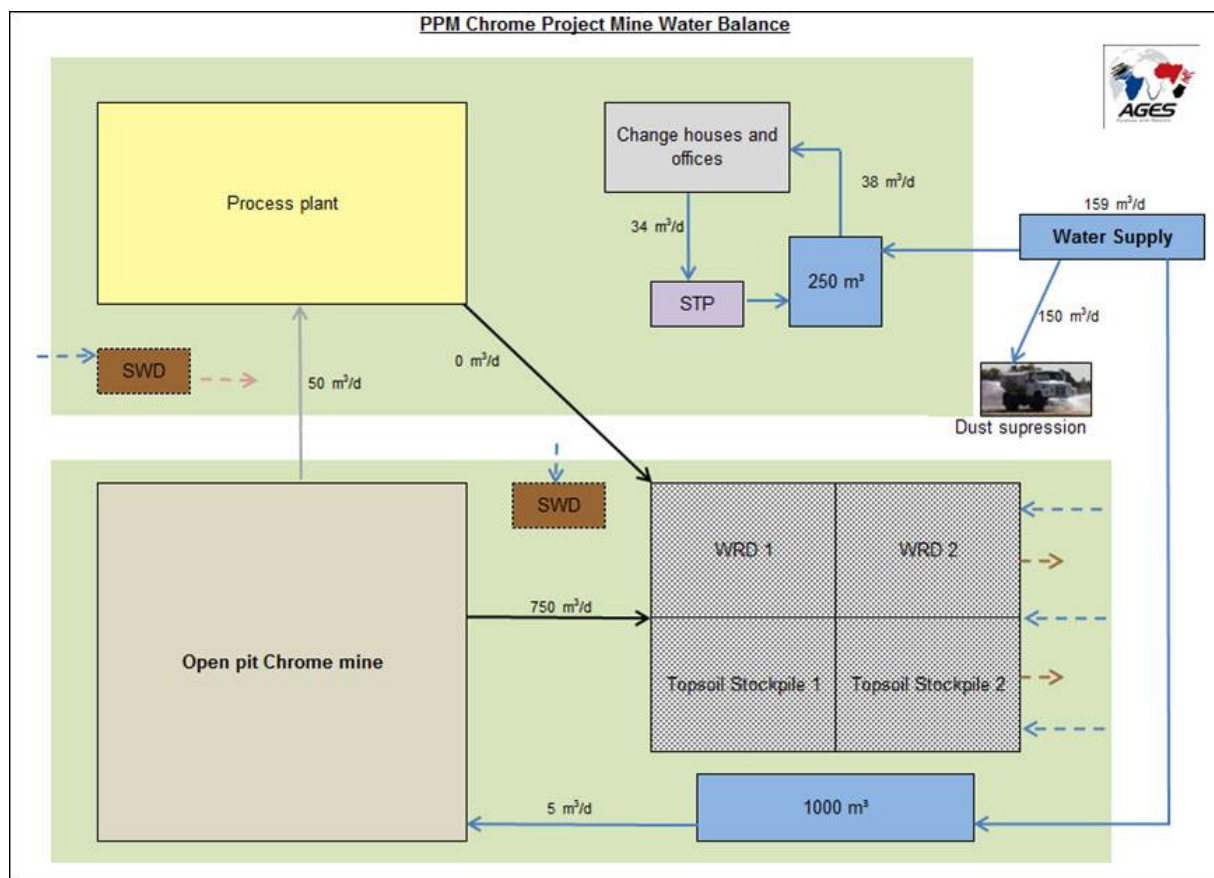 PPM Chrome Project Mine Water Balance
AGES
Process plant
Change houses and
offices
38 m³/d
34 m³/d
159 m³/d
Water Supply
250 m³
STP
150 m³/d
0 m³/d
SWD
50 m³/d
Dust supression
SWD
WRD 1
WRD 2
750 m³/d
Open pit Chrome mine
Topsoil Stockpile 1
Topsoil Stockpile 2
5 m³/d
1000 m³